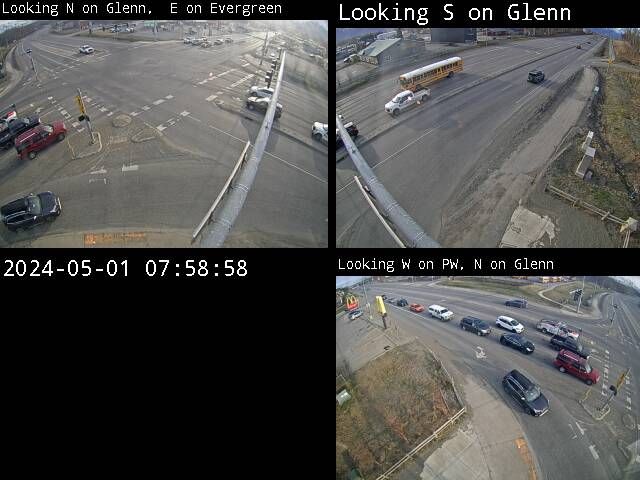 Looking N on Glenn,  E on Evergreen
Looking S on Glenn
2024-05-01 07:58:58
Looking W on PW, N on Glenn